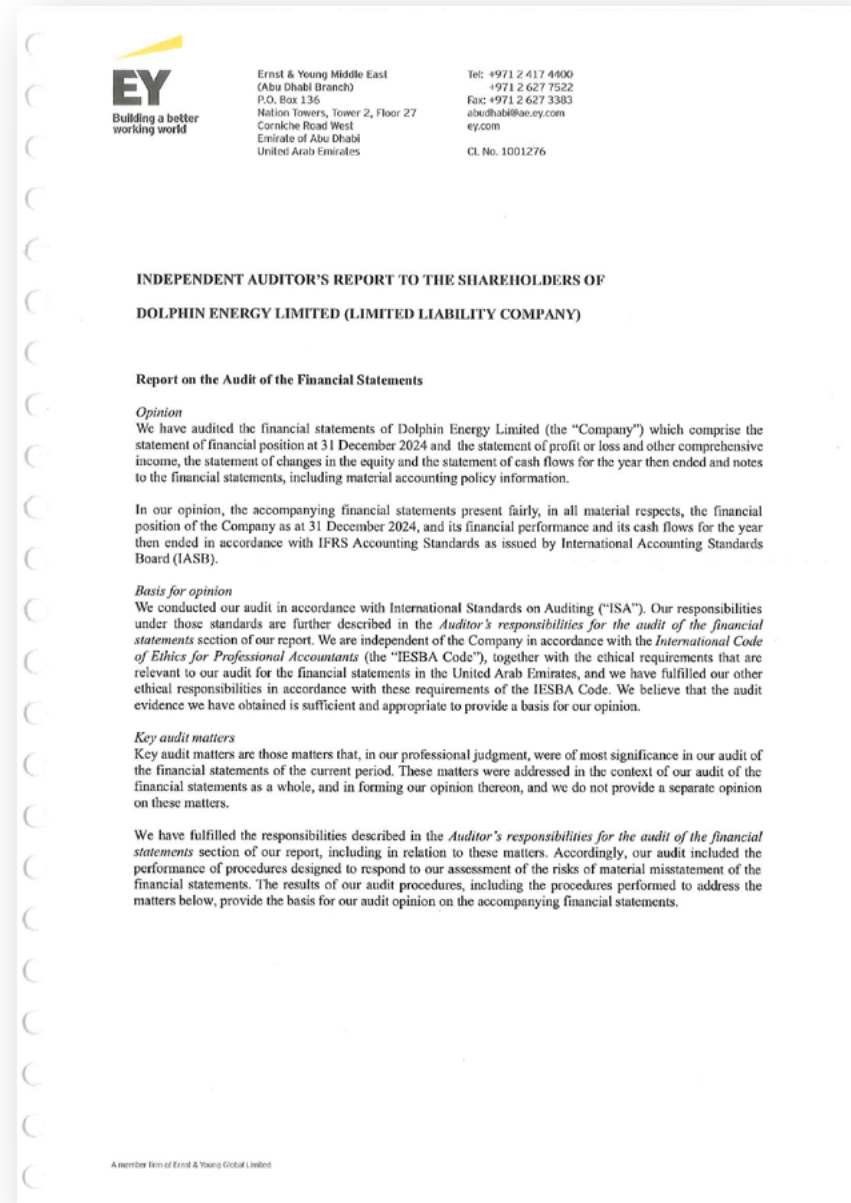 EY
Building a better
working world
Ernst & Young Middle East
(Abu Dhabi Branch)
P.O. Box 136
Nation Towers, Tower 2, Floor 27
Corniche Road West
Emirate of Abu Dhabi
United Arab Emirates
Tel: +971 2 417 4400
+971 2 627 7522
Fax: +971 2 627 3383
abudhabi@ae.ey.com
ey.com
CL No. 1001276
INDEPENDENT AUDITOR'S REPORT TO THE SHAREHOLDERS OF
DOLPHIN ENERGY LIMITED (LIMITED LIABILITY COMPANY)
Report on the Audit of the Financial Statements
Opinion
We have audited the financial statements of Dolphin Energy Limited (the “Company”) which comprise the
statement of financial position at 31 December 2024 and the statement of profit or loss and other comprehensive
income, the statement of changes in the equity and the statement of cash flows for the year then ended and notes
to the financial statements, including material accounting policy information.
In our opinion, the accompanying financial statements present fairly, in all material respects, the financial
position of the Company as at 31 December 2024, and its financial performance and its cash flows for the year
then ended in accordance with IFRS Accounting Standards as issued by International Accounting Standards
Board (IASB).
Basis for opinion
We conducted our audit in accordance with International Standards on Auditing (“ISA”). Our responsibilities
under those standards are further described in the Auditor's responsibilities for the audit of the financial
statements section of our report. We are independent of the Company in accordance with the International Code
of Ethics for Professional Accountants (the “IESBA Code”), together with the ethical requirements that are
relevant to our audit for the financial statements in the United Arab Emirates, and we have fulfilled our other
ethical responsibilities in accordance with these requirements of the IESBA Code. We believe that the audit
evidence we have obtained is sufficient and appropriate to provide a basis for our opinion.
Key audit matters
Key audit matters are those matters that, in our professional judgment, were of most significance in our audit of
the financial statements of the current period. These matters were addressed in the context of our audit of the
financial statements as a whole, and in forming our opinion thereon, and we do not provide a separate opinion
on these matters.
We have fulfilled the responsibilities described in the Auditor's responsibilities for the audit of the financial
statements section of our report, including in relation to these matters. Accordingly, our audit included the
performance of procedures designed to respond to our assessment of the risks of material misstatement of the
financial statements. The results of our audit procedures, including the procedures performed to address the
matters below, provide the basis for our audit opinion on the accompanying financial statements.
A member firm of Ernst & Young Global Limited